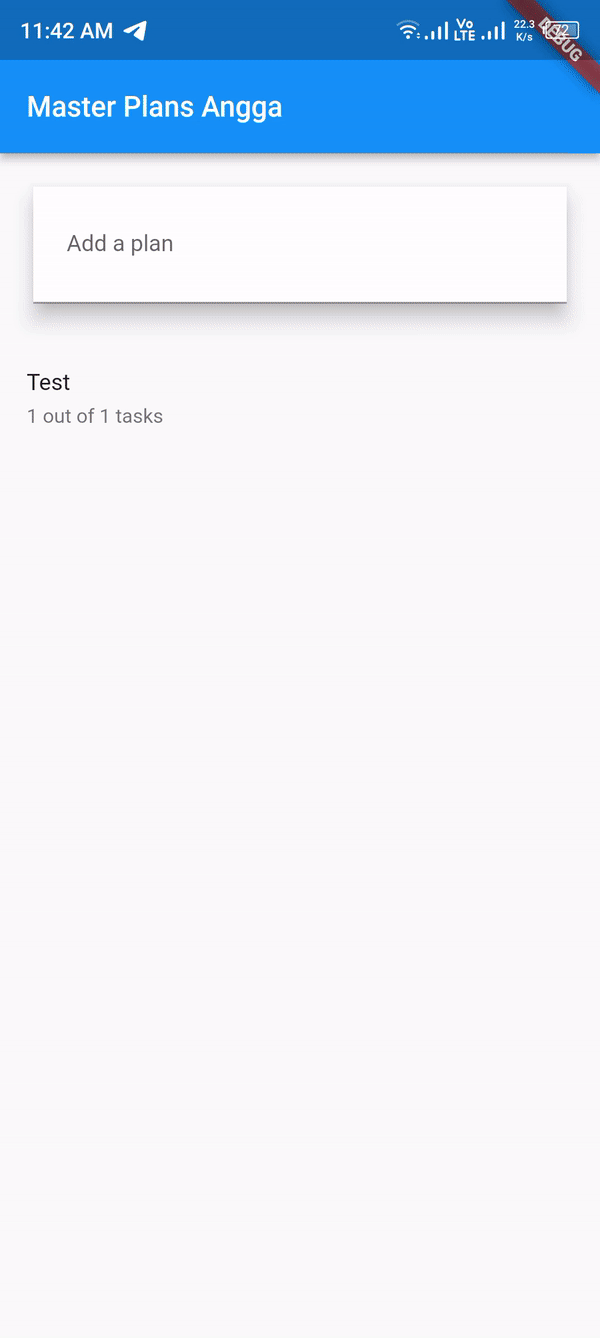 11:42 AM
Vo
LTE
22.3
K/s
72
DEBUG
Master Plans Angga
Add a plan
Test
1 out of 1 tasks